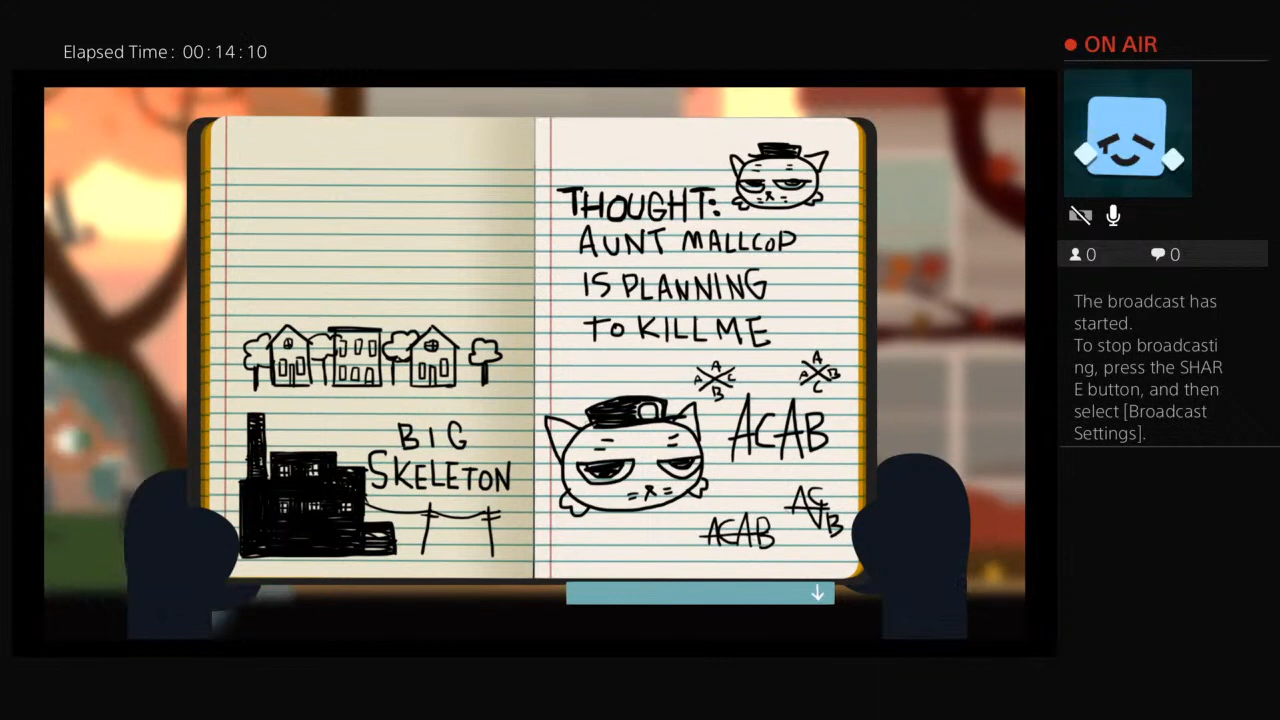 Elapsed Time: 00:14:10
ON AIR
0
0
The broadcast has
started.
To stop broadcasti
ng, press the SHAR
E button, and then
select [Broadcast
Settings].
BIG
SKELETON
THOUGHT:
AUNT MALLCOP
IS PLANNING
TO KILL ME
A A C B
A A B C
ACAB
ACAB
ACAB